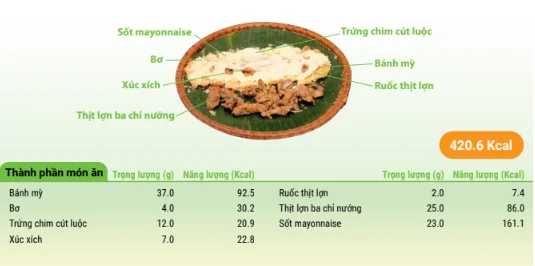 Sốt mayonnaise
Trứng chim cút luộc
Bơ
Bánh mỳ
Xúc xích
Ruốc thịt lợn
Thịt lợn ba chỉ nướng
420.6 Kcal
Thành phần món ăn Trọng lượng (g) Năng lượng (Kcal) Trọng lượng (g) Năng lượng (Kcal)
Bánh mỳ 37.0 92.5 Ruốc thịt lợn 2.0 7.4
Bơ 4.0 30.2 Thịt lợn ba chỉ nướng 25.0 86.0
Trứng chim cút luộc 12.0 20.9 Sốt mayonnaise 23.0 161.1
Xúc xích 7.0 22.8